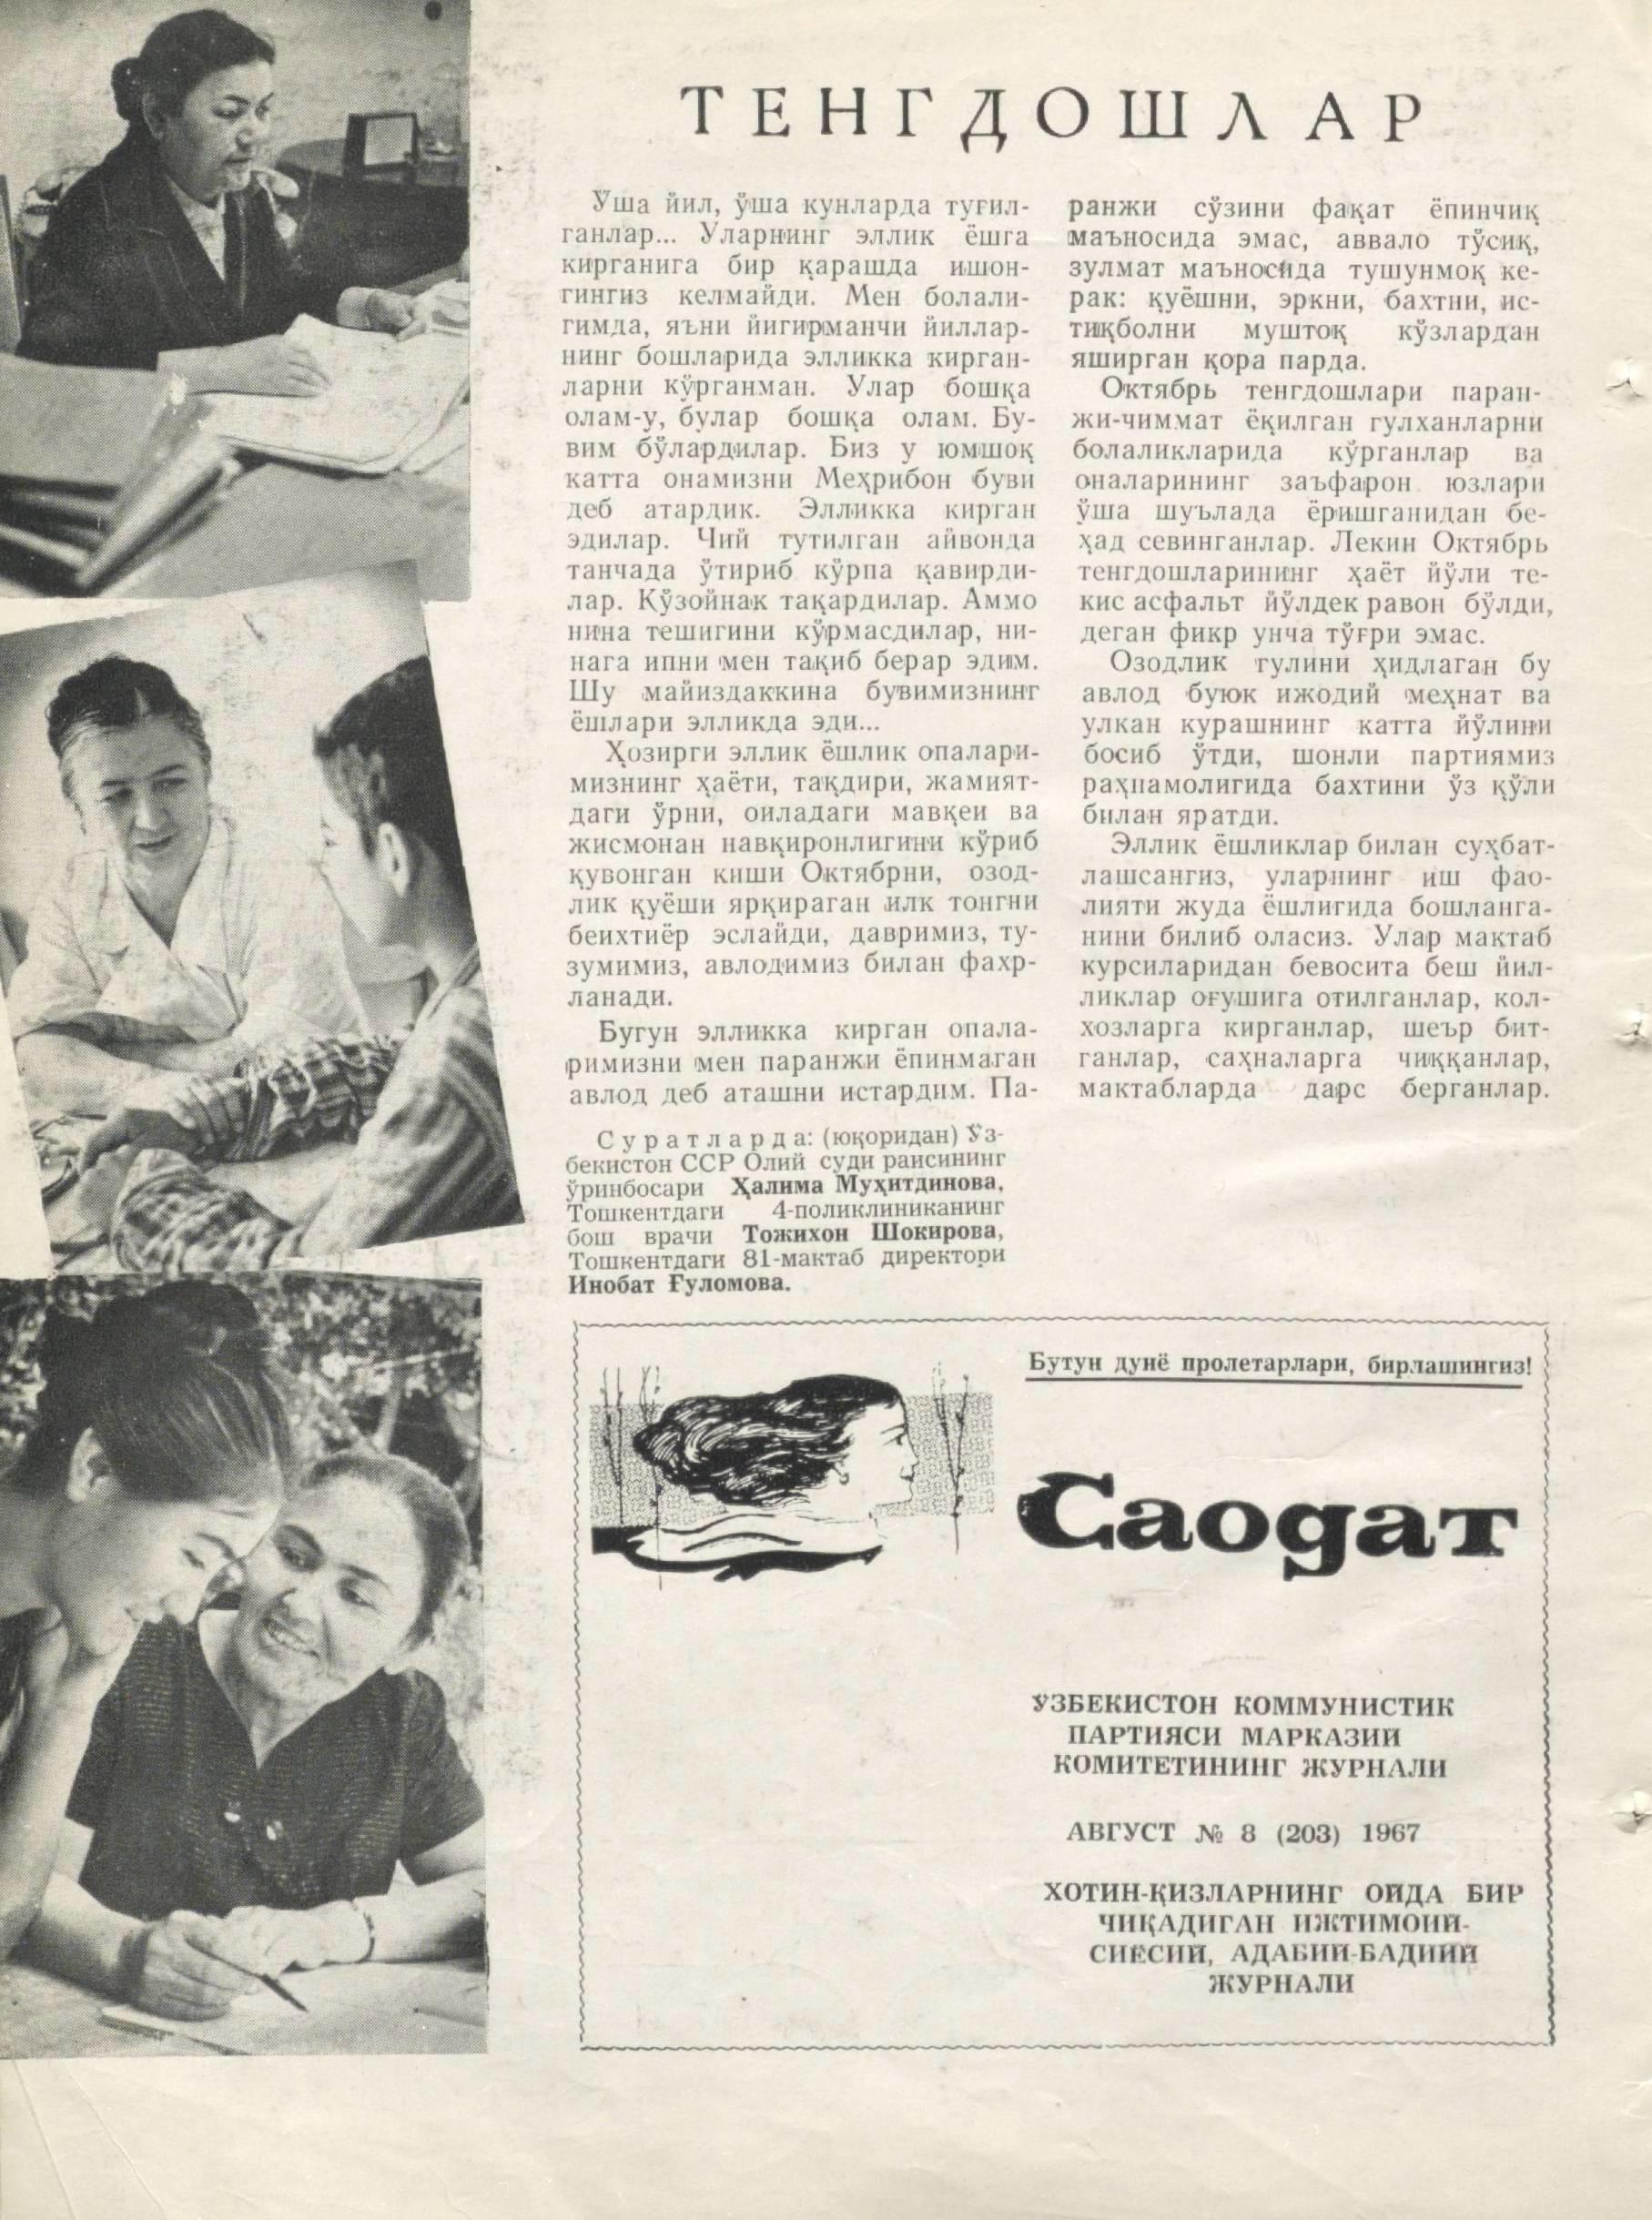 ТЕНГДОШЛАР
Уша йил, ўша кунларда туғил-
ганлар... Уларнинг эллик ёшга
кирганига бир қарашда ишон-
гингиз келмайди. Мен болали-
гимда, яъни йигирманчи йиллар-
нинг бошларида элликка кирган-
ларни кўрганман. Улар бошқа
олам-у, булар бошқа олам. Бу-
вим бўлардилар. Биз у юмшоқ
катта онамизни Меҳрибон буви
деб атардик. Элликка кирган
эдилар. Чий тутилган айвонда
танчада ўтириб кўрпа қавирди-
лар. Кўзойнак тақардилар. Аммо
нина тешигини кўрмасдилар, ни-
нага ипни мен тақиб берар эдим.
Шу майиздаккина бувимизнинг
ёшлари элликда эди...
Ҳозирги эллик ёшлик опалари-
мизнинг ҳаёти, тақдири, жамият-
даги ўрни, оиладаги мавқеи ва
жисмонан навқиронлигини кўриб
қувонган киши Октябрни, озод-
лик қуёши ярқираган илк тонгни
беихтиёр эслайди, давримиз, ту-
зумимиз, авлодимиз билан фахр-
ланади.
Бугун элликка кирган опала-
римизни мен паранжи ёпинмаган
авлод деб аташни истардим. Па-
ранжи сўзини фақат ёпинчиқ
маъносида эмас, аввало тўсиқ,
зулмат маъносида тушунмоқ ке-
рак: қуёшни, эркни, бахтни, ис-
тиқболни муштоқ кўзлардан
яширган қора парда.
Октябрь тенгдошлари паран-
жи-чиммат ёқилган гулханларни
болаликларида кўрганлар ва
оналарининг заъфарон юзлари
ўша шуълада ёришганидан бе-
ҳад севинганлар. Лекин Октябрь
тенгдошларининг ҳаёт йўли те-
кис асфальт йўлдек равон бўлди,
деган фикр унча тўғри эмас.
Озодлик гулини ҳидлаган бу
авлод буюк ижодий меҳнат ва
улкан курашнинг катта йўлини
босиб ўтди, шонли партиямиз
раҳнамолигида бахтини ўз қўли
билан яратди.
Эллик ёшликлар билан суҳбат-
лашсангиз, уларнинг иш фао-
лияти жуда ёшлигида бошланга-
нини билиб оласиз. Улар мактаб
курсиларидан бевосита беш йил-
ликлар оғушига отилганлар, кол-
хозларга кирганлар, шеър бит-
ганлар, саҳналарга чиққанлар,
мактабларда дарс берганлар.
Суратларда: (юқоридан) Ўз-
бекистон ССР Олий суди раисининг
ўринбосари Ҳалима Муҳитдинова,
Тошкентдаги 4-поликлиниканинг
бош врачи Тожихон Шокирова,
Тошкентдаги 81-мактаб директори
Инобат Ғуломова.
Бутун дунё пролетарлари, бирлашингиз!
Саодат
ЎЗБЕКИСТОН КОММУНИСТИК
ПАРТИЯСИ МАРКАЗИЙ
КОМИТЕТИНИНГ ЖУРНАЛИ
АВГУСТ № 8 (203) 1967
ХОТИН-ҚИЗЛАРНИНГ ОЙДА БИР
ЧИҚАДИГАН ИЖТИМОИЙ-
СИЁСИЙ, АДАБИЙ-БАДИИЙ
ЖУРНАЛИ